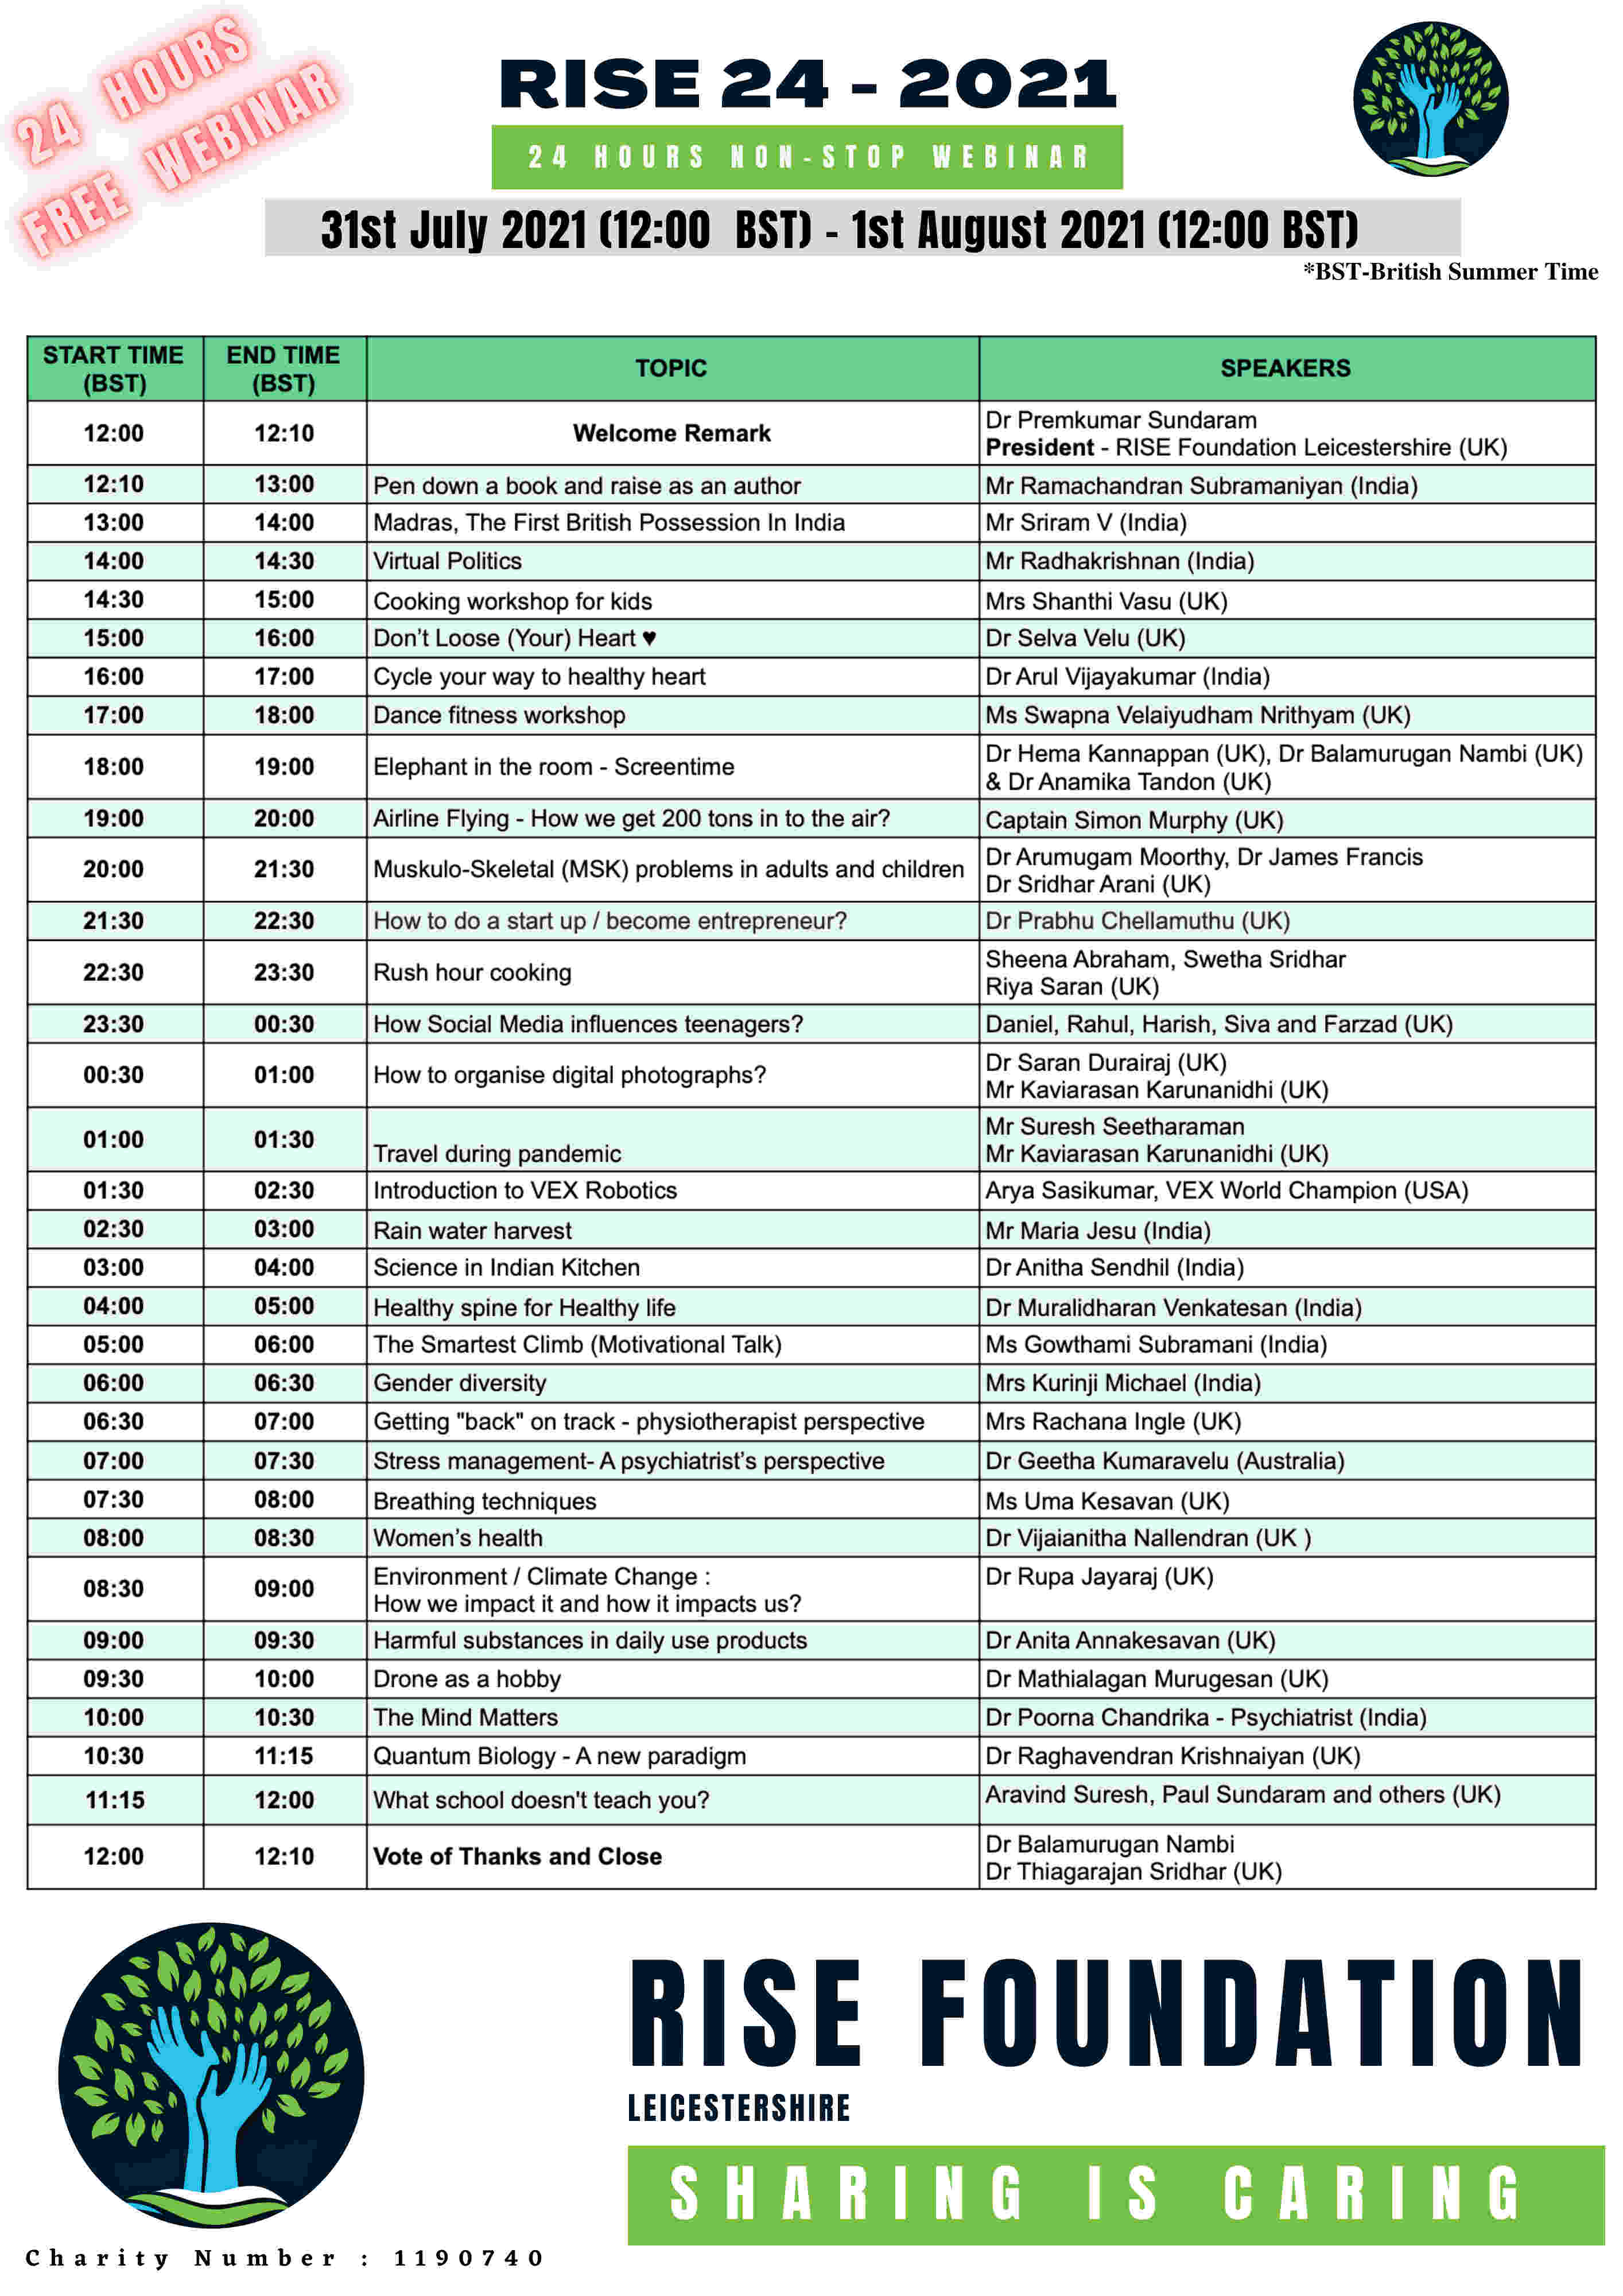 24 HOURS
FREE WEBINAR
RISE 24 - 2021
24 HOURS NON-STOP WEBINAR
31st July 2021 (12:00 BST) - 1st August 2021 (12:00 BST)
*BST-British Summer Time
START TIME (BST) END TIME (BST) TOPIC SPEAKERS
12:00 12:10 Welcome Remark Dr Premkumar Sundaram
President - RISE Foundation Leicestershire (UK)
12:10 13:00 Pen down a book and raise as an author Mr Ramachandran Subramaniyan (India)
13:00 14:00 Madras, The First British Possession In India Mr Sriram V (India)
14:00 14:30 Virtual Politics Mr Radhakrishnan (India)
14:30 15:00 Cooking workshop for kids Mrs Shanthi Vasu (UK)
15:00 16:00 Don't Loose (Your) Heart ♥ Dr Selva Velu (UK)
16:00 17:00 Cycle your way to healthy heart Dr Arul Vijayakumar (India)
17:00 18:00 Dance fitness workshop Ms Swapna Velaiyudham Nrithyam (UK)
18:00 19:00 Elephant in the room - Screentime Dr Hema Kannappan (UK), Dr Balamurugan Nambi (UK)
& Dr Anamika Tandon (UK)
19:00 20:00 Airline Flying - How we get 200 tons in to the air? Captain Simon Murphy (UK)
20:00 21:30 Muskulo-Skeletal (MSK) problems in adults and children Dr Arumugam Moorthy, Dr James Francis
Dr Sridhar Arani (UK)
21:30 22:30 How to do a start up / become entrepreneur? Dr Prabhu Chellamuthu (UK)
22:30 23:30 Rush hour cooking Sheena Abraham, Swetha Sridhar
Riya Saran (UK)
23:30 00:30 How Social Media influences teenagers? Daniel, Rahul, Harish, Siva and Farzad (UK)
00:30 01:00 How to organise digital photographs? Dr Saran Durairaj (UK)
Mr Kaviarasan Karunanidhi (UK)
01:00 01:30 Travel during pandemic Mr Suresh Seetharaman
Mr Kaviarasan Karunanidhi (UK)
01:30 02:30 Introduction to VEX Robotics Arya Sasikumar, VEX World Champion (USA)
02:30 03:00 Rain water harvest Mr Maria Jesu (India)
03:00 04:00 Science in Indian Kitchen Dr Anitha Sendhil (India)
04:00 05:00 Healthy spine for Healthy life Dr Muralidharan Venkatesan (India)
05:00 06:00 The Smartest Climb (Motivational Talk) Ms Gowthami Subramani (India)
06:00 06:30 Gender diversity Mrs Kurinji Michael (India)
06:30 07:00 Getting "back" on track - physiotherapist perspective Mrs Rachana Ingle (UK)
07:00 07:30 Stress management- A psychiatrist's perspective Dr Geetha Kumaravelu (Australia)
07:30 08:00 Breathing techniques Ms Uma Kesavan (UK)
08:00 08:30 Women's health Dr Vijaianitha Nallendran (UK )
08:30 09:00 Environment / Climate Change : Dr Rupa Jayaraj (UK)
How we impact it and how it impacts us?
09:00 09:30 Harmful substances in daily use products Dr Anita Annakesavan (UK)
09:30 10:00 Drone as a hobby Dr Mathialagan Murugesan (UK)
10:00 10:30 The Mind Matters Dr Poorna Chandrika - Psychiatrist (India)
10:30 11:15 Quantum Biology - A new paradigm Dr Raghavendran Krishnaiyan (UK)
11:15 12:00 What school doesn't teach you? Aravind Suresh, Paul Sundaram and others (UK)
12:00 12:10 Vote of Thanks and Close Dr Balamurugan Nambi
Dr Thiagarajan Sridhar (UK)
RISE FOUNDATION
LEICESTERSHIRE
SHARING IS CARING
Charity Number : 1190740